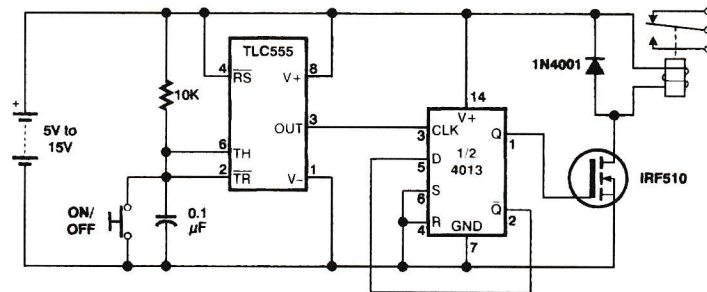 TLC555
4
RS
V+
8
10K
OUT
3
6
TH
2
TR
V−
1
+
5V to
15V
ON/
OFF
0.1
µF
1N4001
14
V+
3
CLK
Q
1
5
D
1/2
4013
6
S
4
R
Q
2
GND
7
IRF510